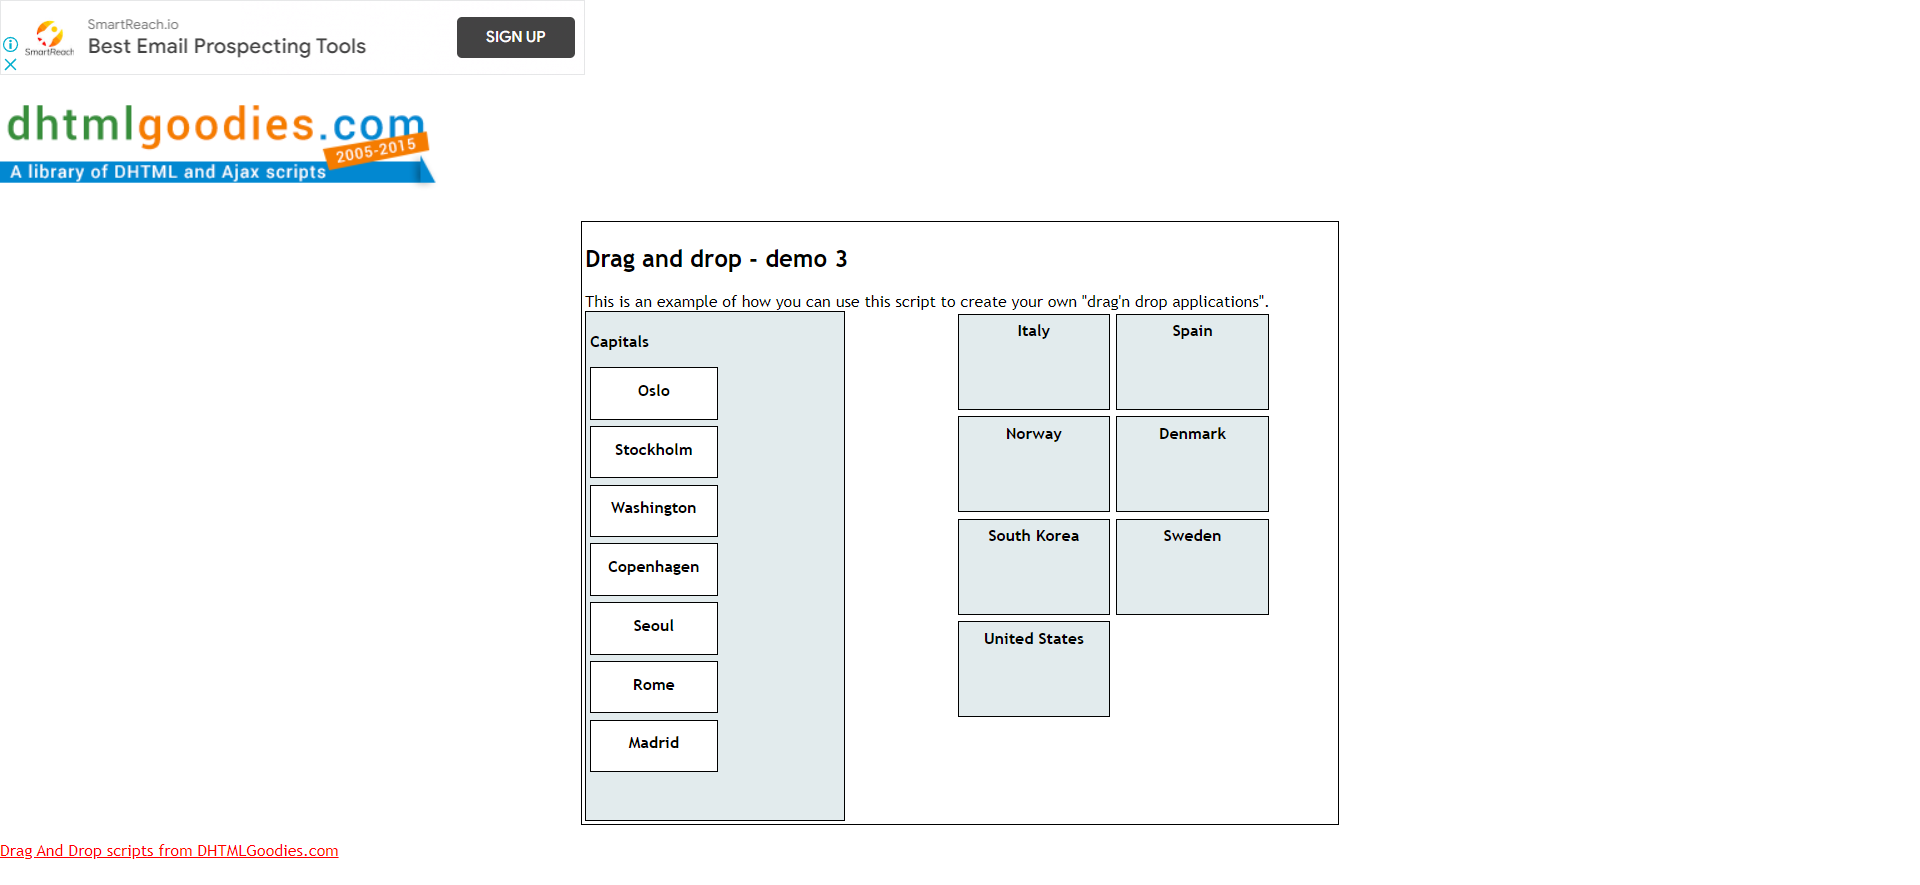 SmartReach.io
Best Email Prospecting Tools
SmartReach
SIGN UP
dhtmlgoodies.com
2005-2015
A library of DHTML and Ajax scripts
Drag and drop - demo 3
This is an example of how you can use this script to create your own "drag'n drop applications".
Capitals
Oslo
Stockholm
Washington
Copenhagen
Seoul
Rome
Madrid
Italy
Spain
Norway
Denmark
South Korea
Sweden
United States
Drag And Drop scripts from DHTMLGoodies.com